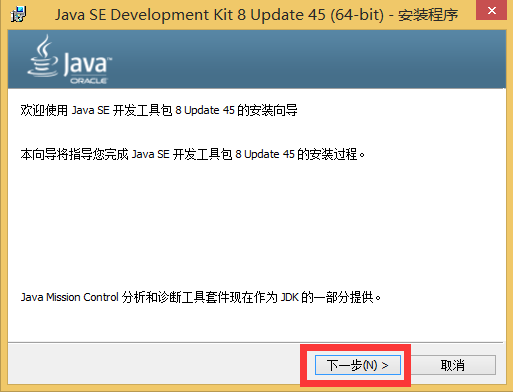 Java SE Development Kit 8 Update 45 (64-bit) - 安装程序
Java
ORACLE
欢迎使用 Java SE 开发工具包 8 Update 45 的安装向导
本向导将指导您完成 Java SE 开发工具包 8 Update 45 的安装过程。
Java Mission Control 分析和诊断工具套件现在作为 JDK 的一部分提供。
下一步(N) >
取消